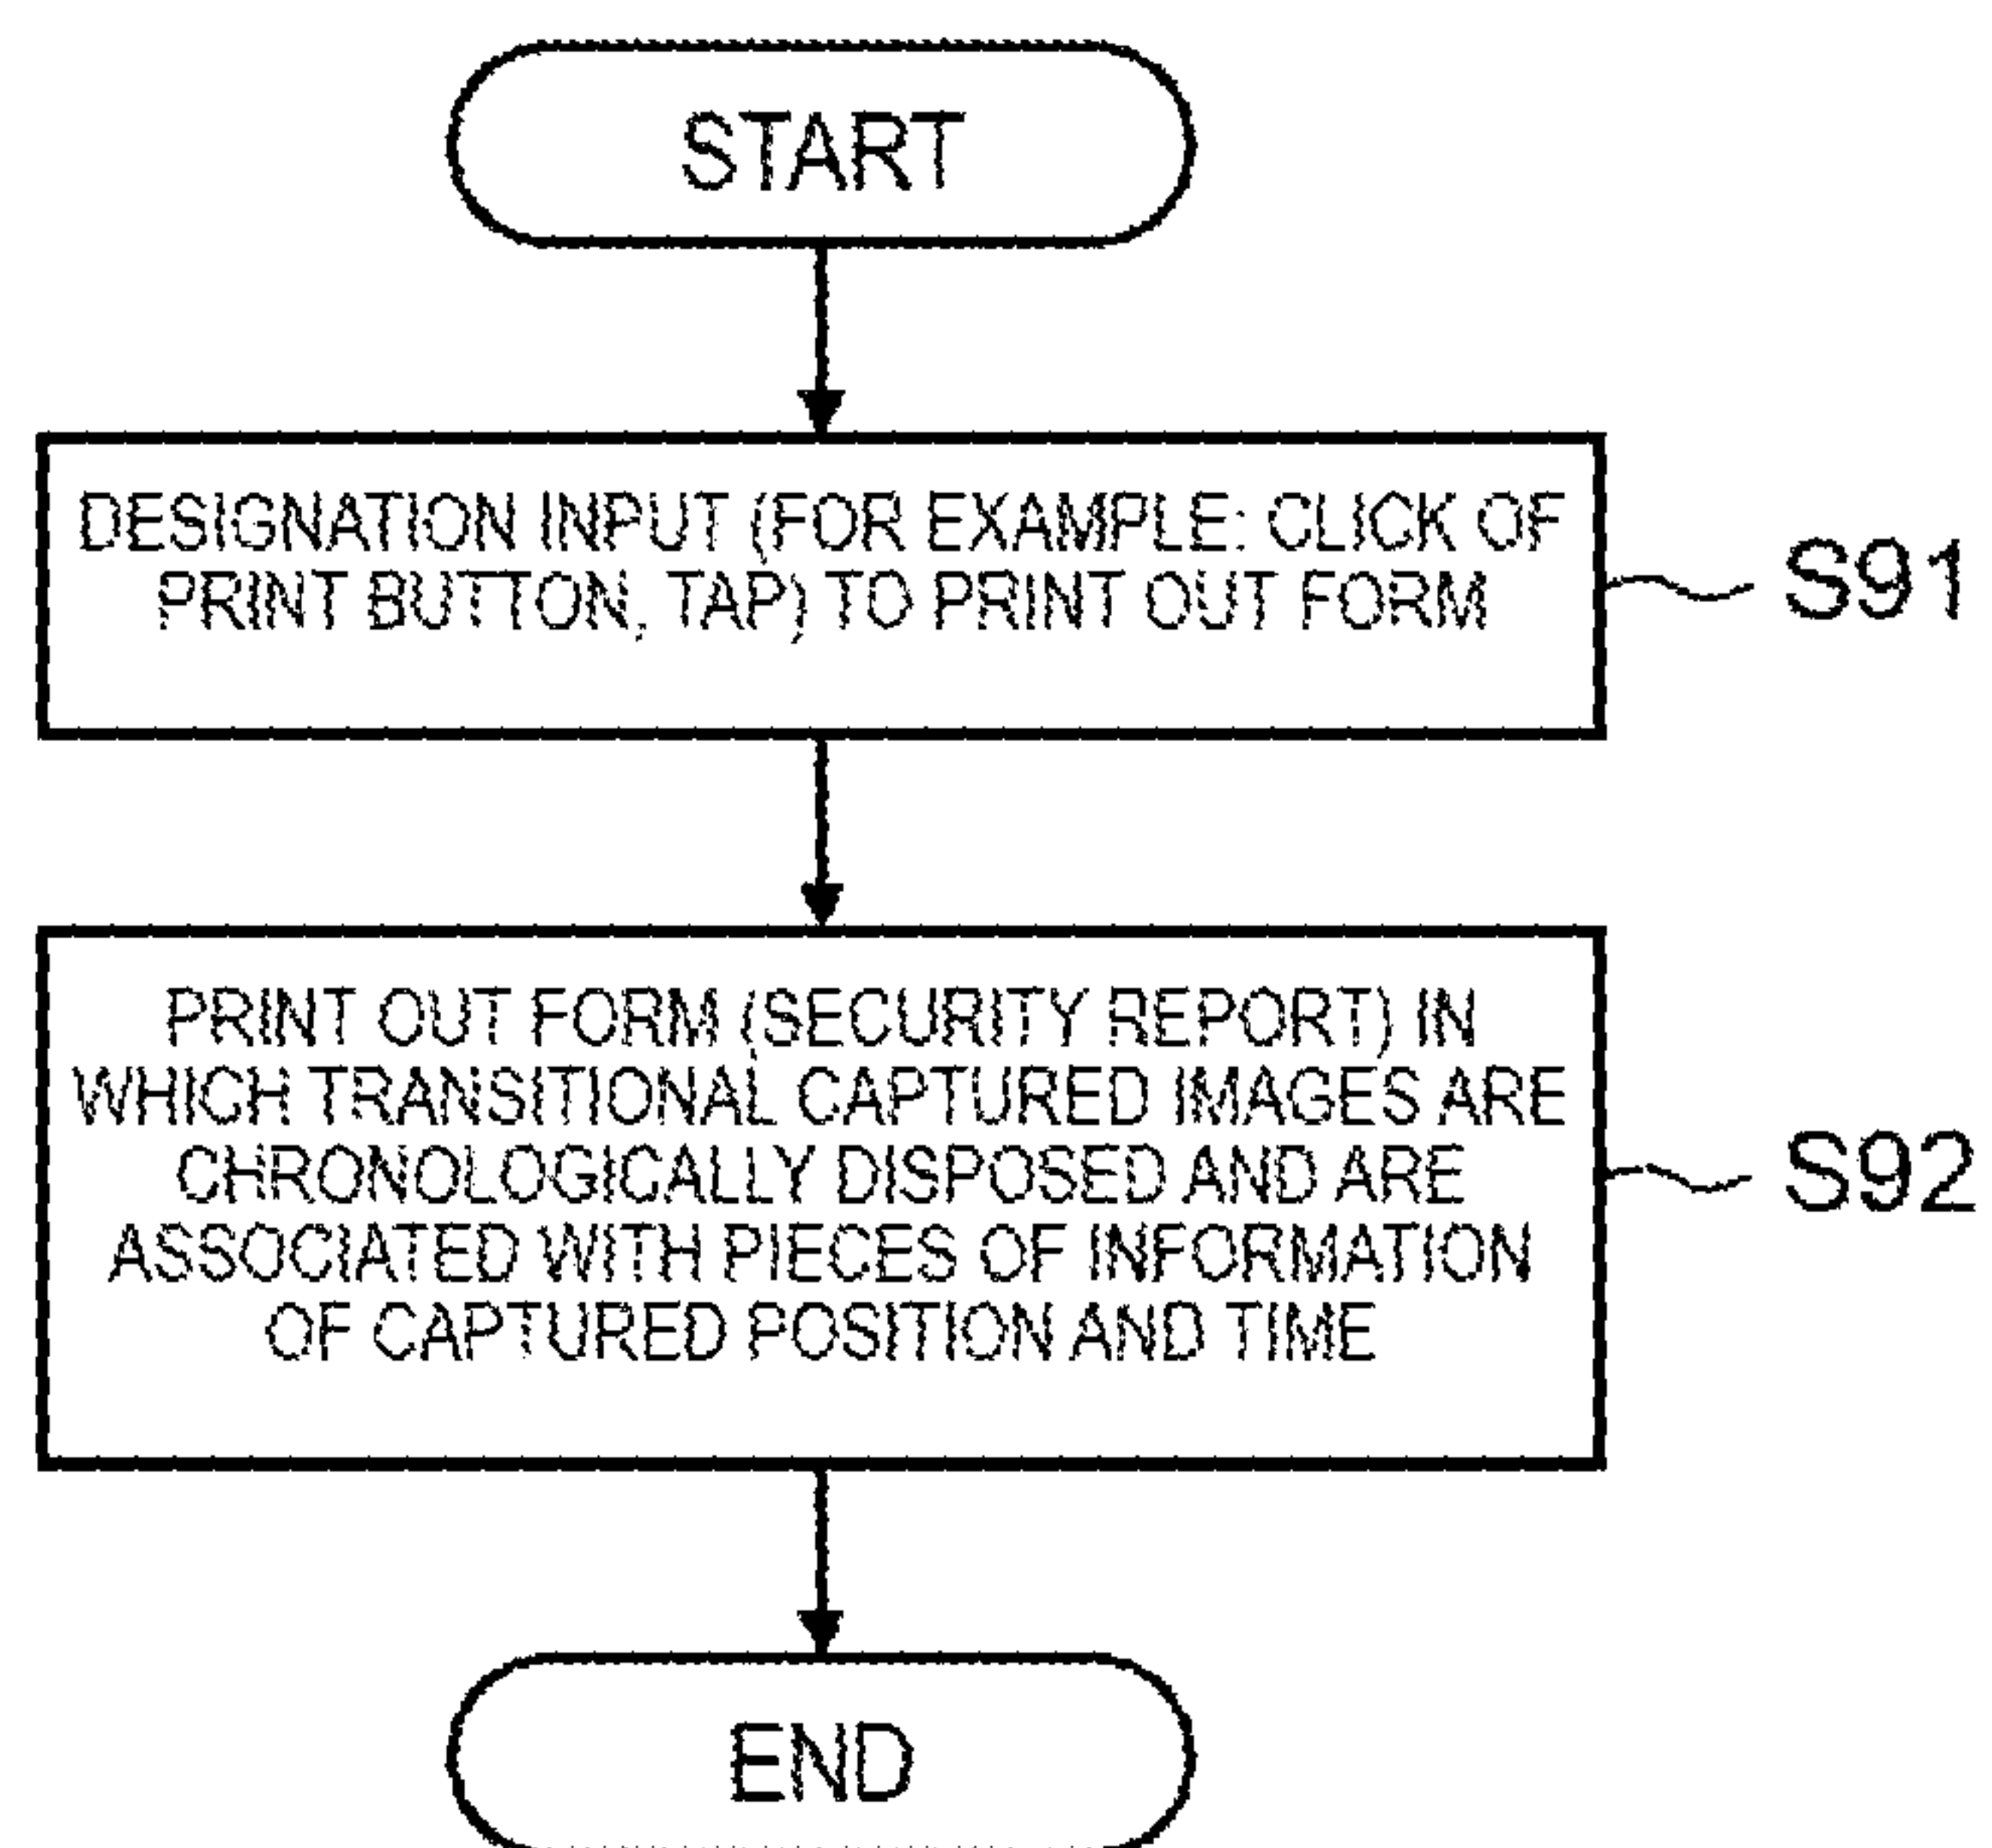 START
DESIGNATION INPUT (FOR EXAMPLE: CLICK OF
PRINT BUTTON, TAP) TO PRINT OUT FORM
S91
PRINT OUT FORM (SECURITY REPORT) IN
WHICH TRANSITIONAL CAPTURED IMAGES ARE
CHRONOLOGICALLY DISPOSED AND ARE
ASSOCIATED WITH PIECES OF INFORMATION
OF CAPTURED POSITION AND TIME
S92
END